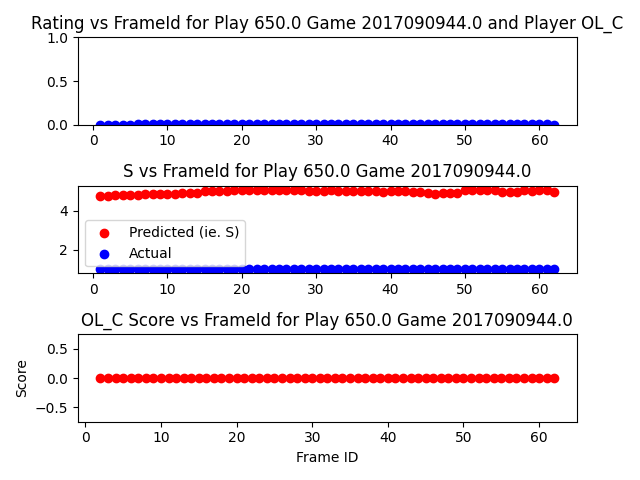 Rating vs FrameId for Play 650.0 Game 2017090944.0 and Player OL_C
1.0
0.5
0.0
0 10 20 30 40 50 60
S vs FrameId for Play 650.0 Game 2017090944.0
4
2
Predicted (ie. S)
Actual
0 10 20 30 40 50 60
OL_C Score vs FrameId for Play 650.0 Game 2017090944.0
Score
0.5
0.0
−0.5
0 10 20 30 40 50 60
Frame ID